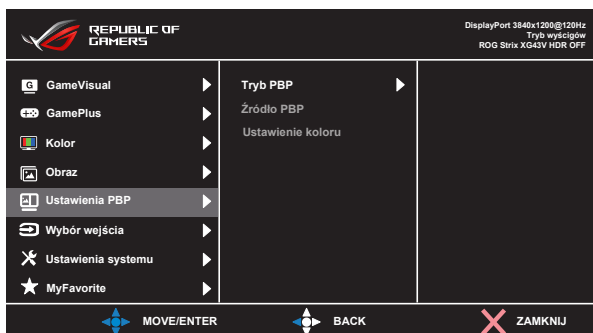 REPUBLIC OF
GAMERS
DisplayPort 3840x1200@120Hz
Tryb wyścigów
ROG Strix XG43V HDR OFF
G GameVisual
GamePlus
Kolor
Obraz
Ustawienia PBP
Wybór wejścia
Ustawienia systemu
MyFavorite
Tryb PBP
Źródło PBP
Ustawienie koloru
MOVE/ENTER
BACK
ZAMKNIJ